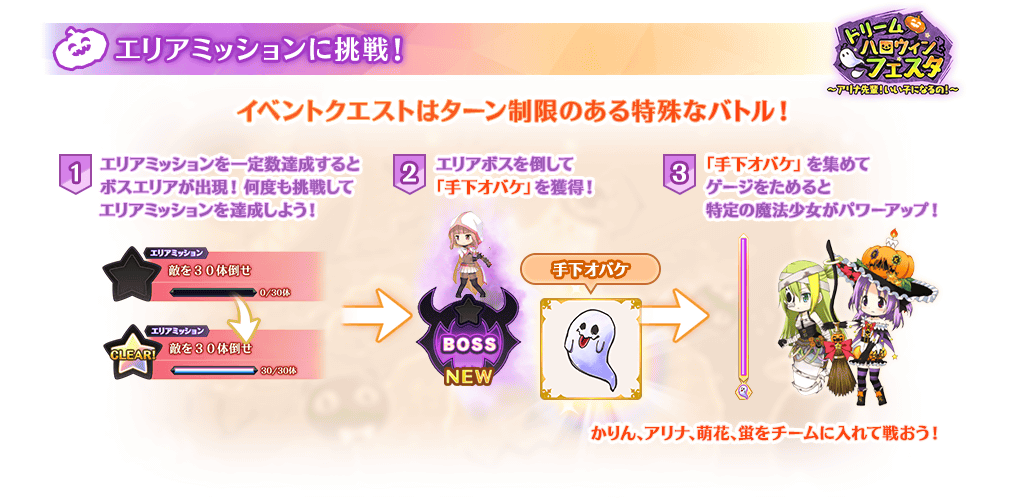 エリアミッションに挑戦!
ドリーム
ハロウィン
フェスタ
~アリナ先輩!いい子になるの!~
イベントクエストはターン制限のある特殊なバトル!
1
エリアミッションを一定数達成すると
ボスエリアが出現! 何度も挑戦して
エリアミッションを達成しよう!
2
エリアボスを倒して
「手下オバケ」を獲得!
3
「手下オバケ」を集めて
ゲージをためると
特定の魔法少女がパワーアップ!
エリアミッション
敵を30体倒せ
0/30体
エリアミッション
CLEAR!
敵を30体倒せ
30/30体
BOSS
NEW
手下オバケ
かりん、アリナ、萌花、蛍をチームに入れて戦おう!